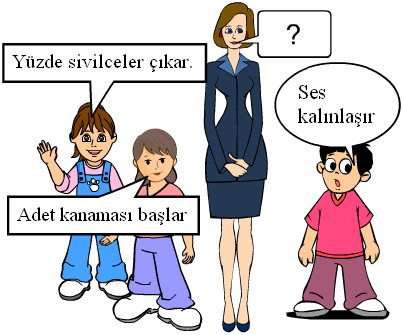 Yüzde sivilceler çıkar.
?
Ses
kalınlaşır
Adet kanaması başlar